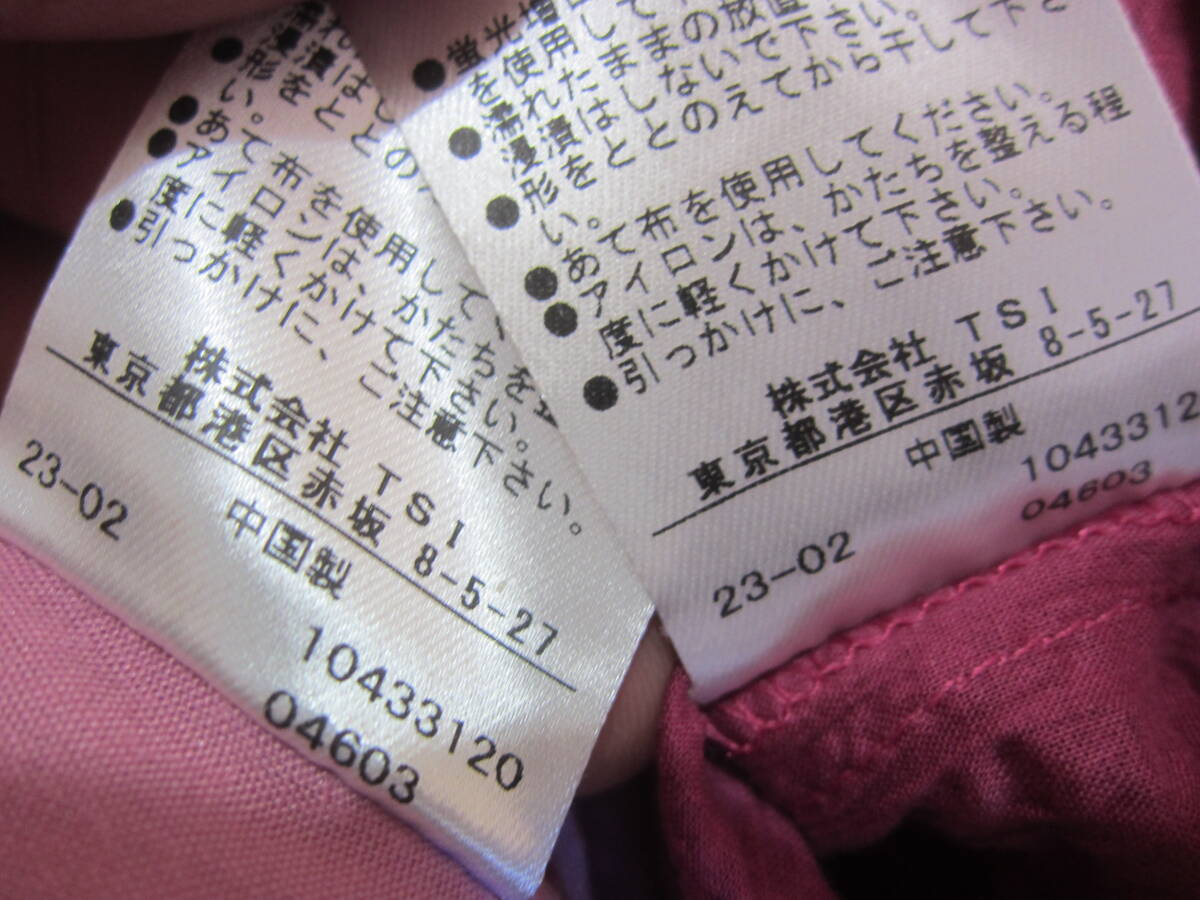 形
い。
●あて布を使用して
●アイロンは、かたちを
度に軽くかけて下さい。
●引っかけに、ご注意下さい。
株式会社 TSI
東京都港区赤坂 8-5-27
23-02 中国製
10433120
04603
●蛍光増
を使用して
●濡れたままの放置
浸漬はしないで下さい。
●形をととのえてから干して下さ
い。
●あて布を使用してください。
●アイロンは、かたちを整える程
度に軽くかけて下さい。
●引っかけに、ご注意下さい。
株式会社 TSI
東京都港区赤坂 8-5-27
中国製
23-02
1043312
04603